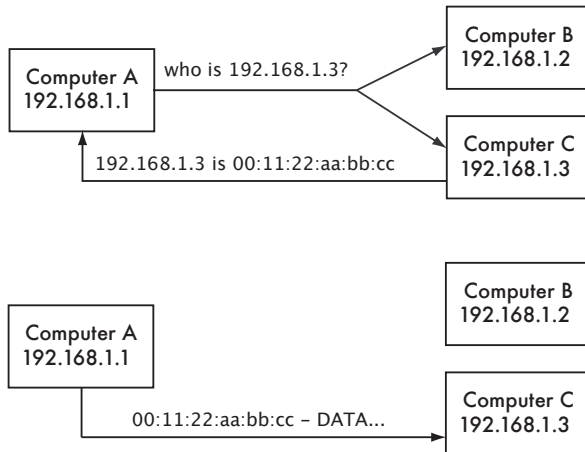 Computer B
192.168.1.2
Computer A
192.168.1.1
who is 192.168.1.3?
Computer C
192.168.1.3
192.168.1.3 is 00:11:22:aa:bb:cc
Computer B
192.168.1.2
Computer A
192.168.1.1
Computer C
192.168.1.3
00:11:22:aa:bb:cc – DATA...